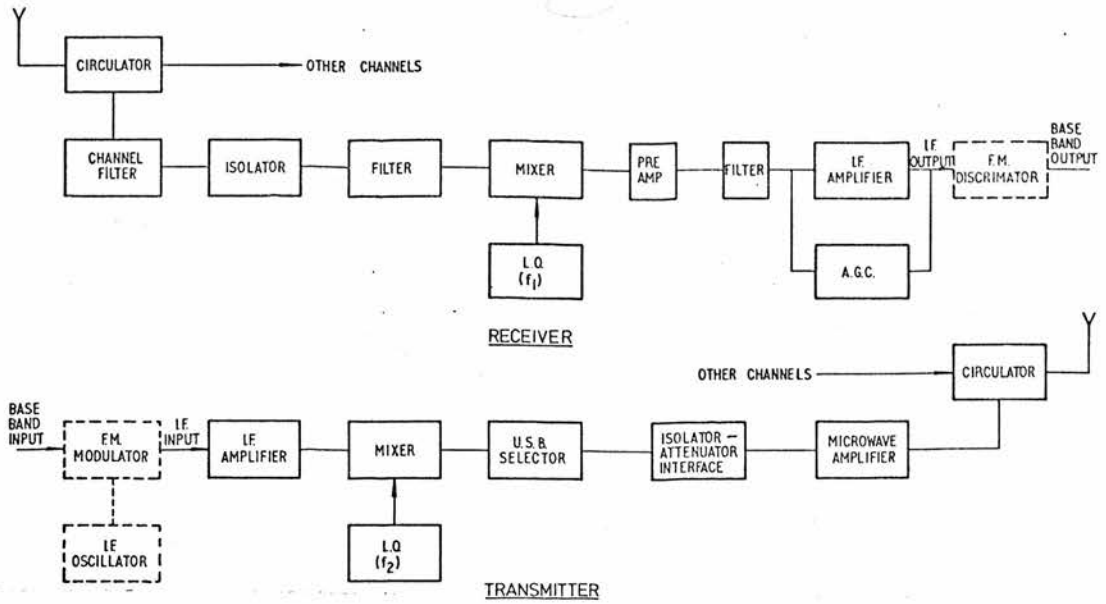 CIRCULATOR
OTHER CHANNELS
CHANNEL
FILTER
ISOLATOR
FILTER
MIXER
PRE
AMP
FILTER
I.F.
AMPLIFIER
I.F.
OUTPUT
F.M.
DISCRIMATOR
BASE
BAND
OUTPUT
L.O.
(f1)
A.G.C.
RECEIVER
OTHER CHANNELS
CIRCULATOR
BASE
BAND
INPUT
F.M.
MODULATOR
I.F.
INPUT
I.F.
AMPLIFIER
MIXER
U.S.B.
SELECTOR
ISOLATOR —
ATTENUATOR
INTERFACE
MICROWAVE
AMPLIFIER
I.F.
OSCILLATOR
L.O.
(f2)
TRANSMITTER